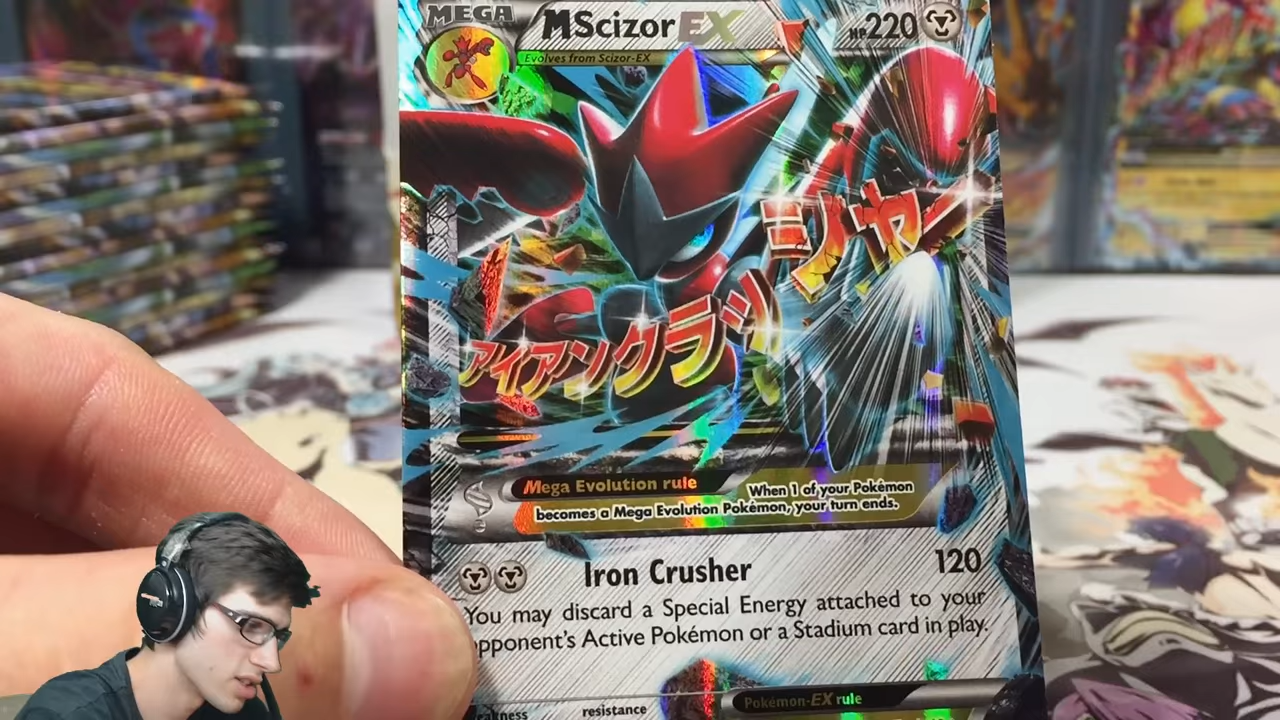 MEGA
M Scizor EX
HP 220
Evolves from Scizor-EX
アイアンクラッシャー
Mega Evolution rule
When 1 of your Pokémon
becomes a Mega Evolution Pokémon, your turn ends.
Iron Crusher 120
You may discard a Special Energy attached to your
opponent's Active Pokémon or a Stadium card in play.
resistance
Pokémon-EX rule